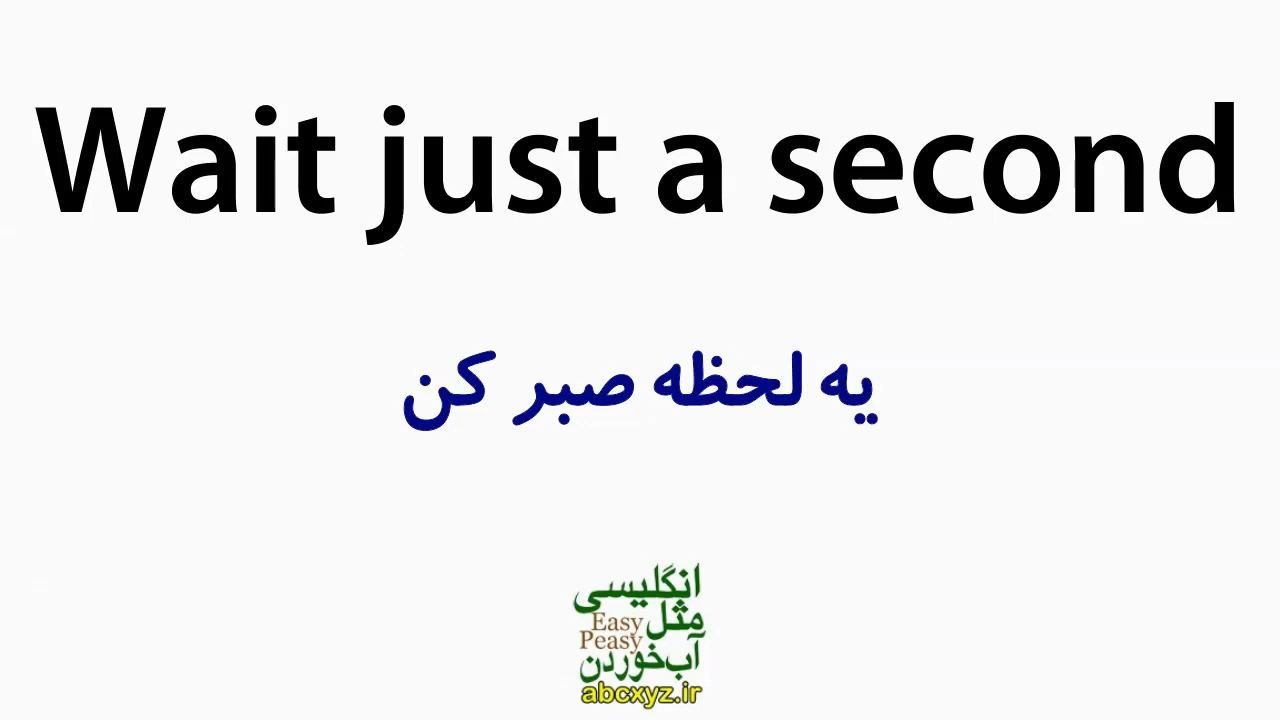 Wait just a second
یه لحظه صبر کن
انگلیسی
مثل Easy
Peasy
آب‌خوردن
abcxyz.ir